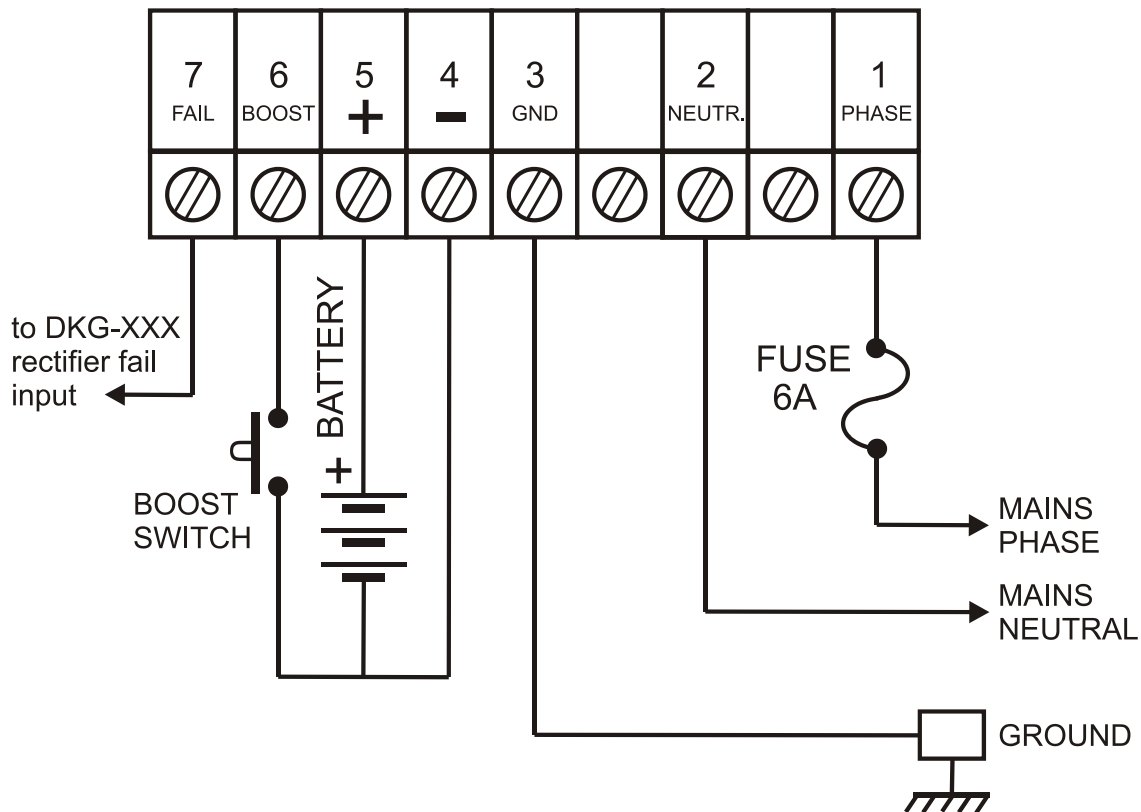 7 6 5 4 3 2 1
FAIL BOOST + - GND NEUTR. PHASE
to DKG-XXX
rectifier fail
input
BOOST
SWITCH
+ BATTERY
FUSE
6A
MAINS
PHASE
MAINS
NEUTRAL
GROUND